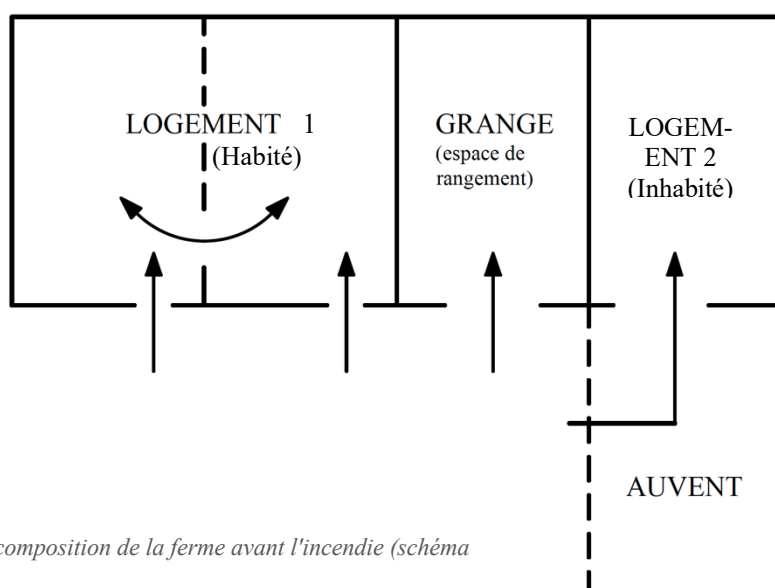 LOGEMENT 1
(Habité)
GRANGE
(espace de
rangement)
LOGEM-
ENT 2
(Inhabité)
AUVENT
composition de la ferme avant l'incendie (schéma